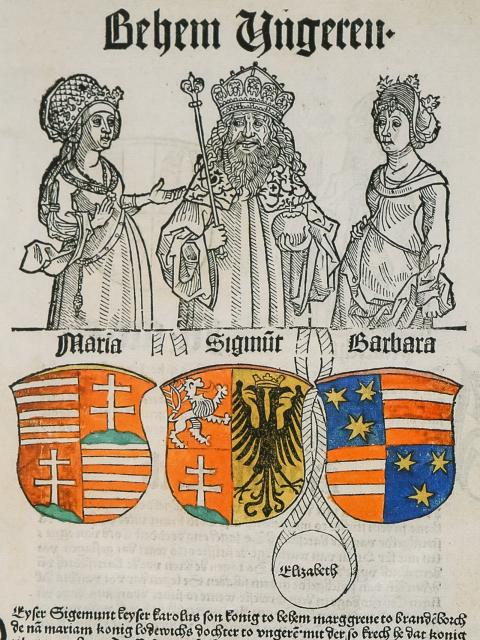 Behem Vngeren.
Maria Sigmūt Barbara
Elizabeth
Keyser Sigemunt keyser karolus son konig to behem marggreue to brandēborch
de nā mariam konig lodewichs dochter to vngerē mit der so krech he dat konig